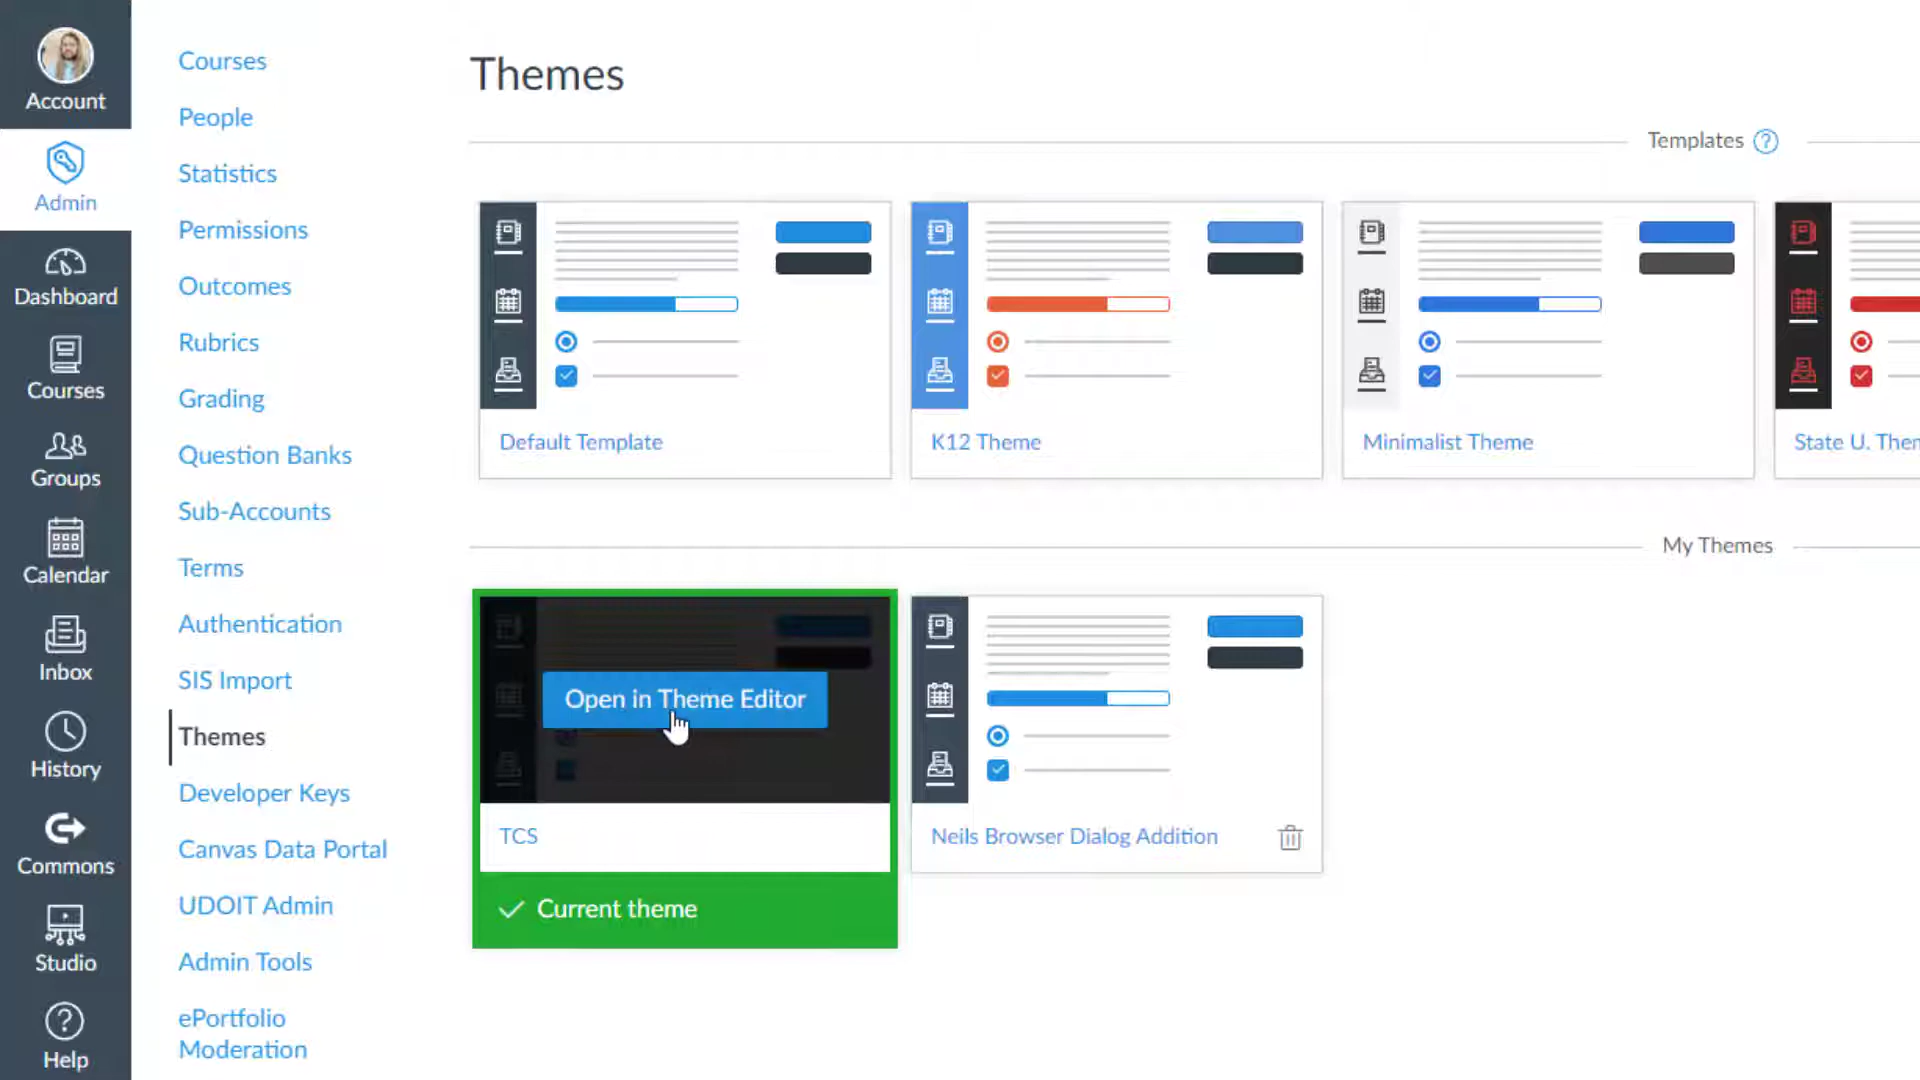 Account
Admin
Dashboard
Courses
Groups
Calendar
Inbox
History
Commons
Studio
Help
Courses
People
Statistics
Permissions
Outcomes
Rubrics
Grading
Question Banks
Sub-Accounts
Terms
Authentication
SIS Import
Themes
Developer Keys
Canvas Data Portal
UDOIT Admin
Admin Tools
ePortfolio
Moderation
Themes
Templates ?
Default Template
K12 Theme
Minimalist Theme
State U. Them
My Themes
Open in Theme Editor
TCS
Current theme
Neils Browser Dialog Addition